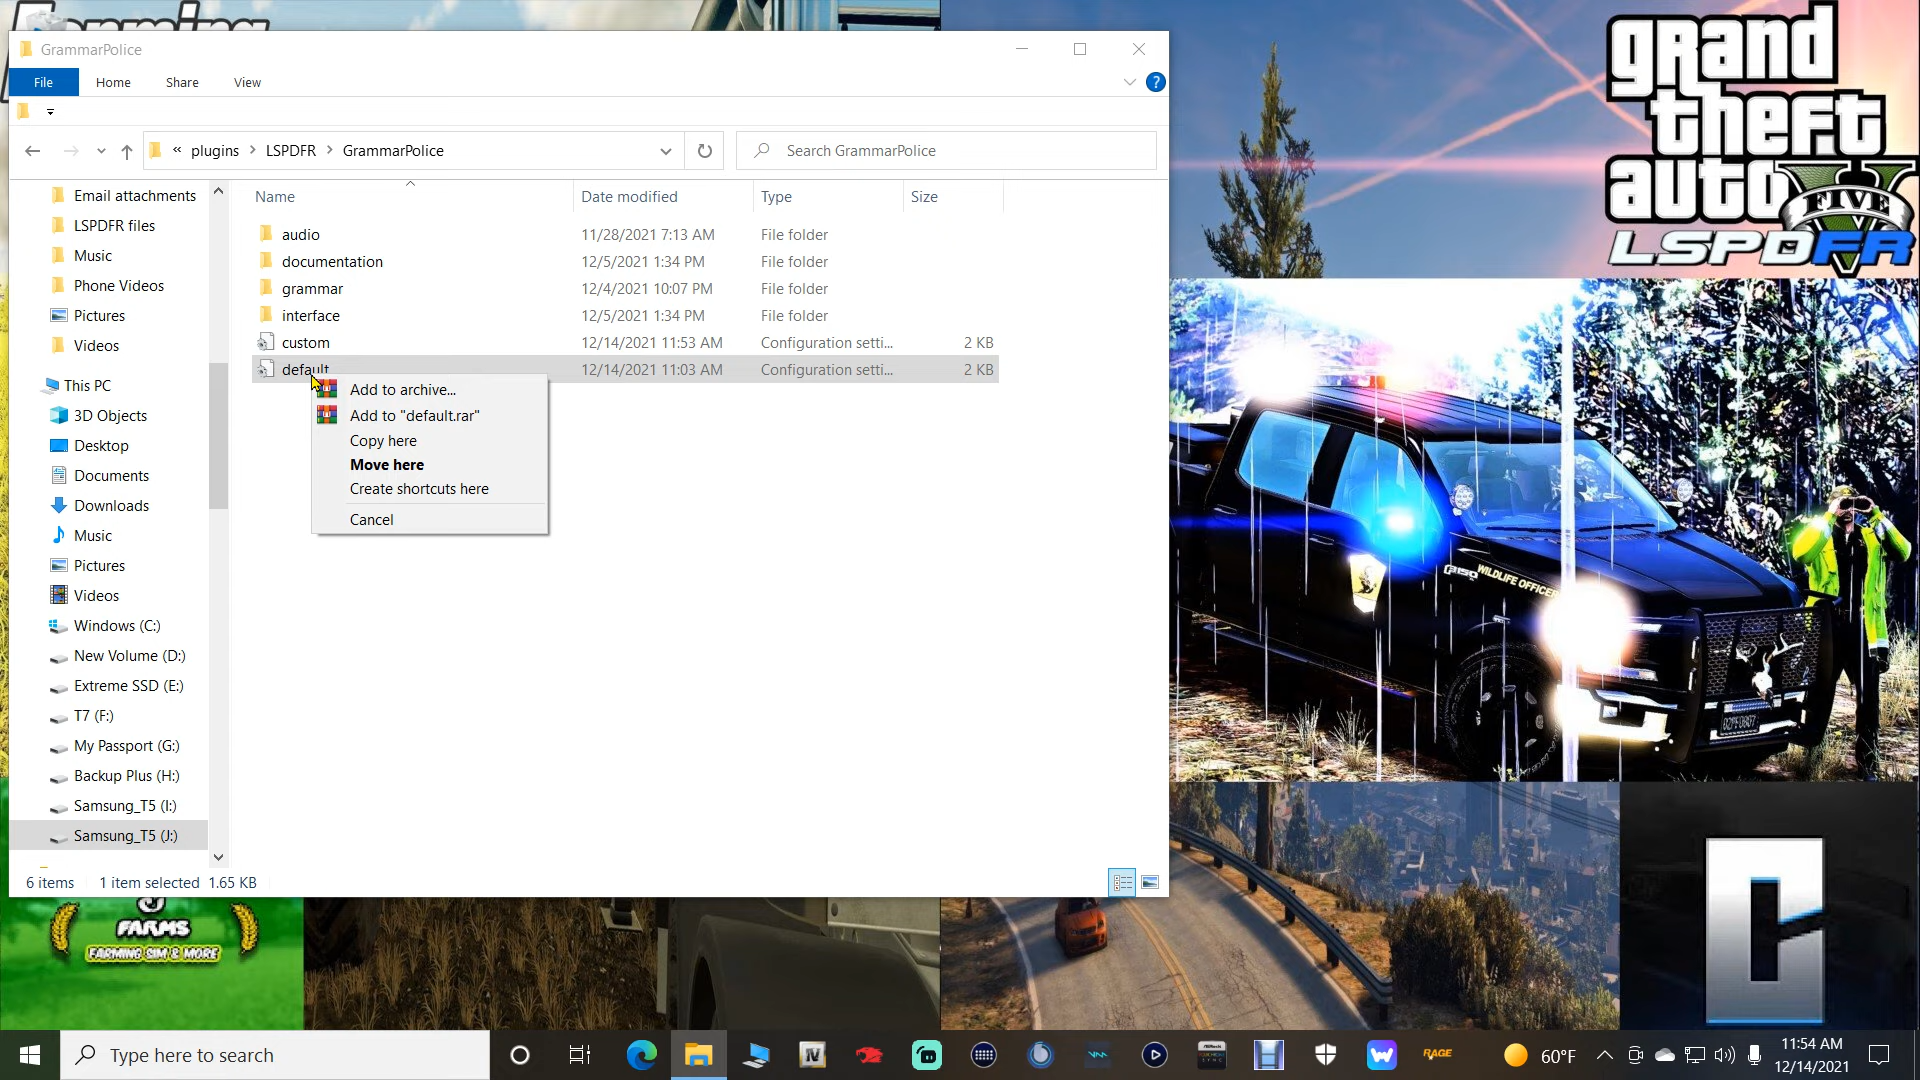 Farming
GrammarPolice
File Home Share View
« plugins > LSPDFR > GrammarPolice
Search GrammarPolice
Name Date modified Type Size
audio 11/28/2021 7:13 AM File folder
documentation 12/5/2021 1:34 PM File folder
grammar 12/4/2021 10:07 PM File folder
interface 12/5/2021 1:34 PM File folder
custom 12/14/2021 11:53 AM Configuration setti... 2 KB
default 12/14/2021 11:03 AM Configuration setti... 2 KB
Add to archive...
Add to "default.rar"
Copy here
Move here
Create shortcuts here
Cancel
Email attachments
LSPDFR files
Music
Phone Videos
Pictures
Videos
This PC
3D Objects
Desktop
Documents
Downloads
Music
Pictures
Videos
Windows (C:)
New Volume (D:)
Extreme SSD (E:)
T7 (F:)
My Passport (G:)
Backup Plus (H:)
Samsung_T5 (I:)
Samsung_T5 (J:)
6 items 1 item selected 1.65 KB
grand
theft
auto
V
FIVE
LSPDFR
F150 WILDLIFE OFFICER
FARMS
FARMING SIM & MORE
Type here to search
IV
RAGE
60°F
11:54 AM
12/14/2021